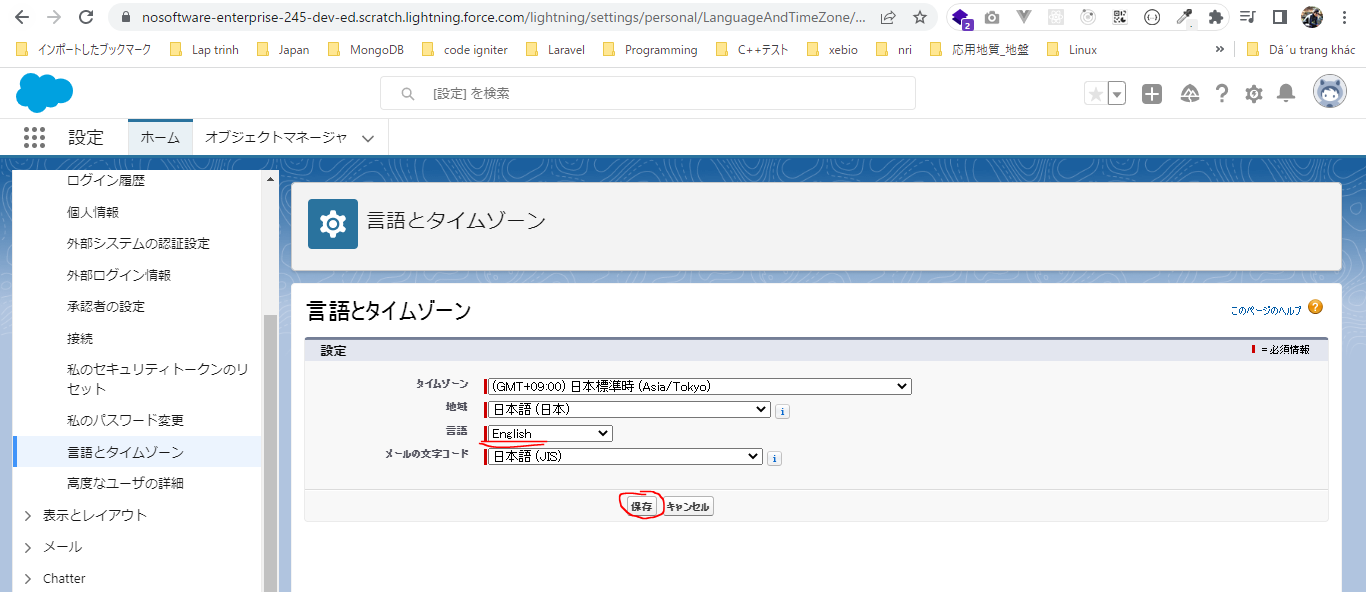 nosoftware-enterprise-245-dev-ed.scratch.lightning.force.com/lightning/settings/personal/LanguageAndTimeZone/...
2
インポートしたブックマーク Lap trinh Japan MongoDB code igniter Laravel Programming C++テスト xebio nri 応用地質_地盤 Linux » Dấu trang khác
[設定] を検索
設定 ホーム オブジェクトマネージャ
ログイン履歴
個人情報
外部システムの認証設定
外部ログイン情報
承認者の設定
接続
私のセキュリティトークンのリ
セット
私のパスワード変更
言語とタイムゾーン
高度なユーザの詳細
表示とレイアウト
メール
Chatter
言語とタイムゾーン
言語とタイムゾーン
このページのヘルプ ?
設定
= 必須情報
タイムゾーン (GMT+09:00) 日本標準時 (Asia/Tokyo)
地域 日本語 (日本) i
言語 English
メールの文字コード 日本語 (JIS) i
保存 キャンセル